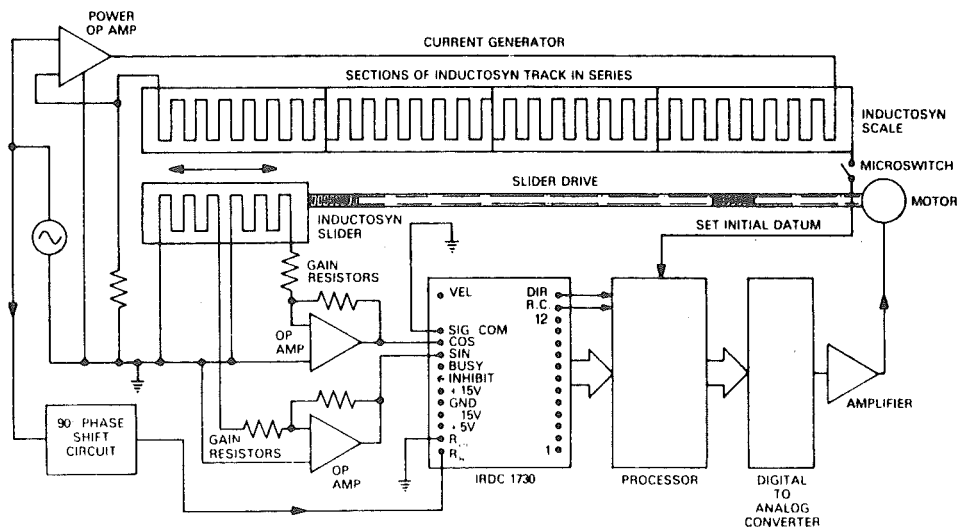 POWER
OP AMP
CURRENT GENERATOR
SECTIONS OF INDUCTOSYN TRACK IN SERIES
INDUCTOSYN
SCALE
MICROSWITCH
SLIDER DRIVE
MOTOR
INDUCTOSYN
SLIDER
SET INITIAL DATUM
GAIN
RESISTORS
OP
AMP
VEL
SIG COM
COS
SIN
BUSY
INHIBIT
+ 15V
GND
15V
+ 5V
R
R
DIR
R.C.
12
1
IRDC 1730
GAIN
RESISTORS
OP
AMP
90 PHASE
SHIFT
CIRCUIT
PROCESSOR
DIGITAL
TO
ANALOG
CONVERTER
AMPLIFIER